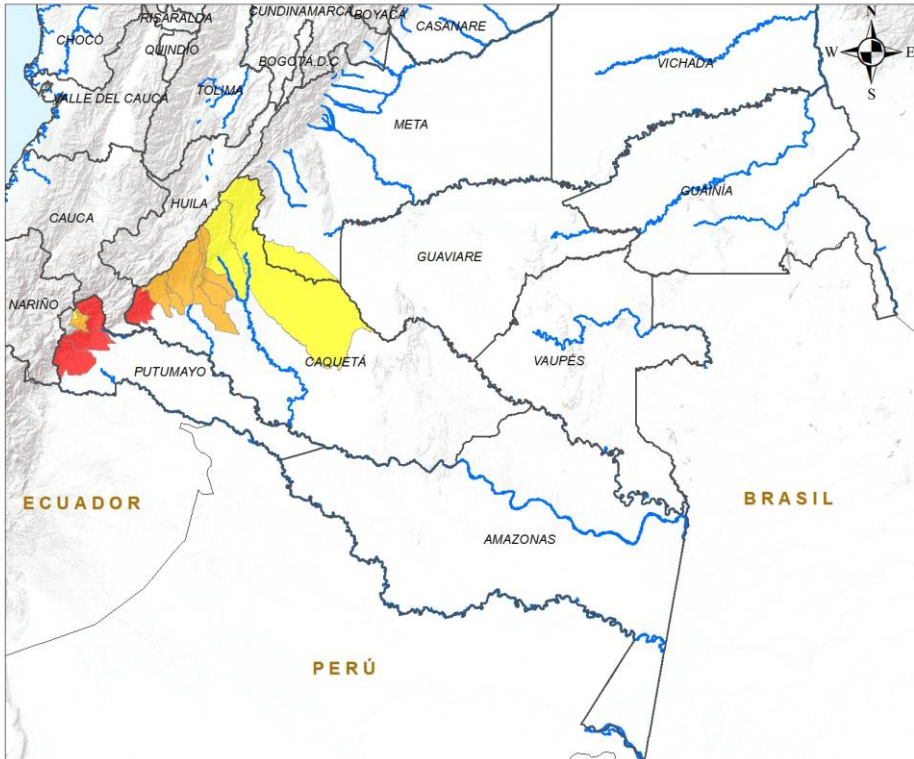 CUNDINAMARCA
BOYACÁ
RISARALDA
CASANARE
N
CHOCÓ
QUINDÍO
W E
BOGOTÁ,D.C
VICHADA
S
VALLE DEL CAUCA
TOLIMA
META
HUILA
GUAINÍA
CAUCA
GUAVIARE
NARIÑO
CAQUETÁ
VAUPÉS
PUTUMAYO
ECUADOR
BRASIL
AMAZONAS
PERÚ